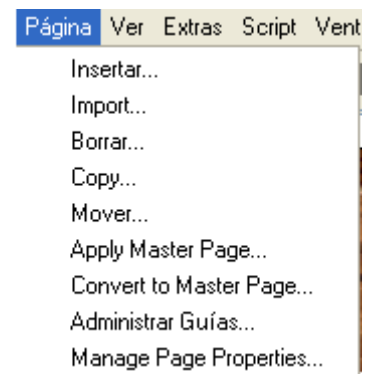 Página Ver Extras Script Vent
Insertar...
Import...
Borrar...
Copy...
Mover...
Apply Master Page...
Convert to Master Page...
Administrar Guías...
Manage Page Properties...